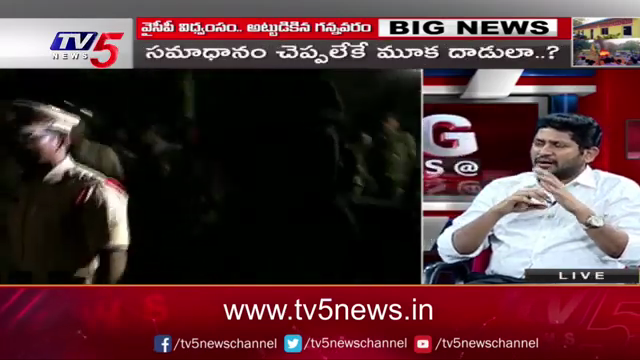 వైసీపీ విధ్వంసం.. అట్టుడికిన గన్నవరం
BIG NEWS
TV5
NEWS
సమాధానం చెప్పలేకే మూక దాడులా..?
LIVE
www.tv5news.in
/tv5newschannel
/tv5newschannel
/tv5newschannel